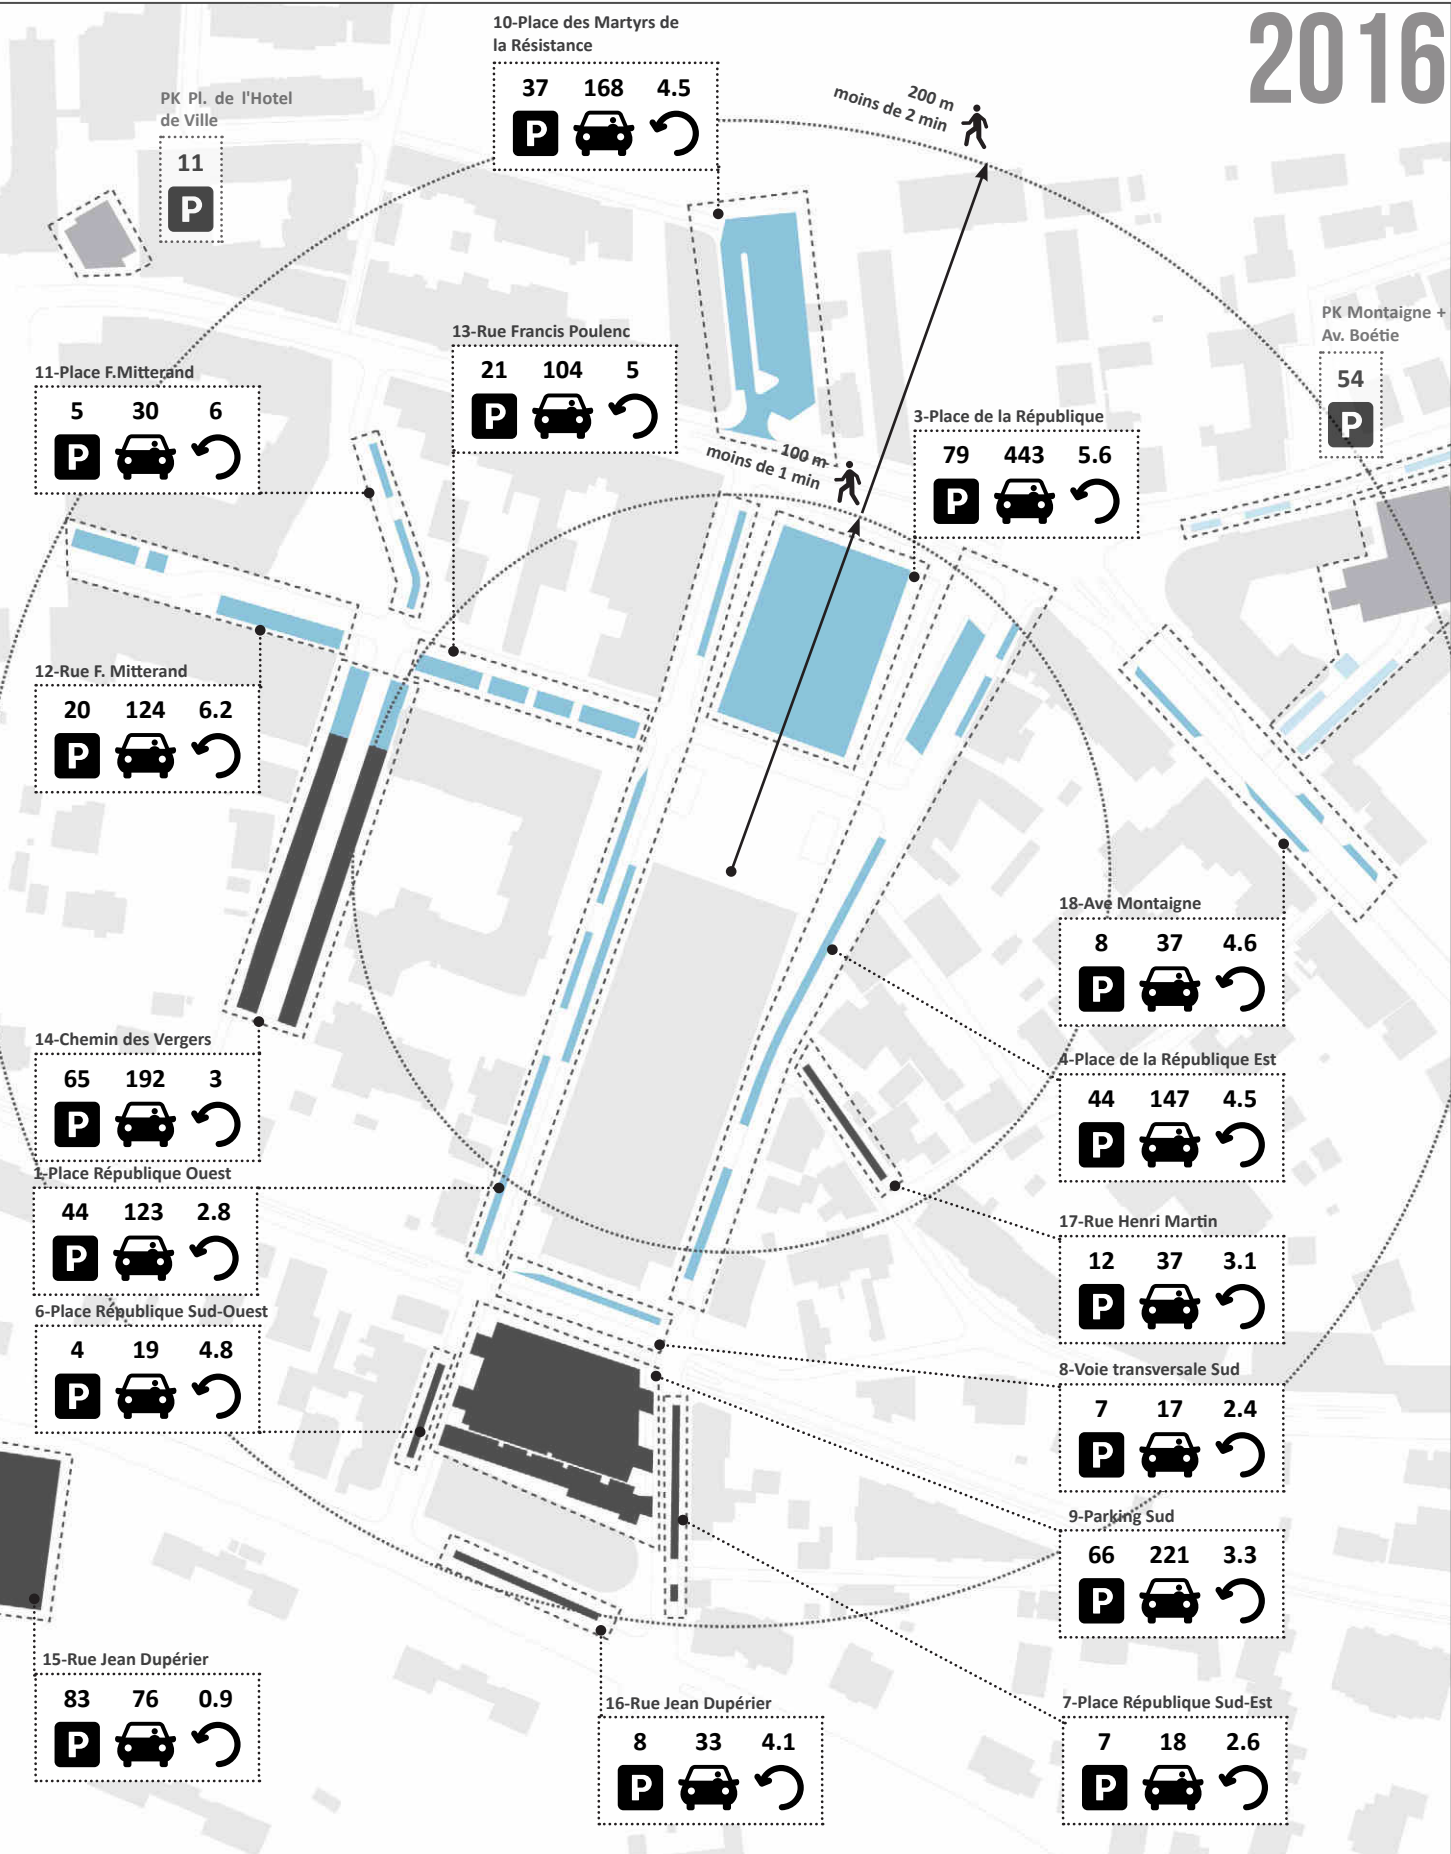 2016
10-Place des Martyrs de
la Résistance
37 168 4.5
P
200 m
moins de 2 min
PK Pl. de l'Hotel
de Ville
11
P
PK Montaigne +
Av. Boétie
54
P
13-Rue Francis Poulenc
21 104 5
P
11-Place F.Mitterand
5 30 6
P
3-Place de la République
79 443 5.6
P
100 m
moins de 1 min
12-Rue F. Mitterand
20 124 6.2
P
18-Ave Montaigne
8 37 4.6
P
14-Chemin des Vergers
65 192 3
P
4-Place de la République Est
44 147 4.5
P
1-Place République Ouest
44 123 2.8
P
17-Rue Henri Martin
12 37 3.1
P
6-Place République Sud-Ouest
4 19 4.8
P
8-Voie transversale Sud
7 17 2.4
P
9-Parking Sud
66 221 3.3
P
15-Rue Jean Dupérier
83 76 0.9
P
16-Rue Jean Dupérier
8 33 4.1
P
7-Place République Sud-Est
7 18 2.6
P